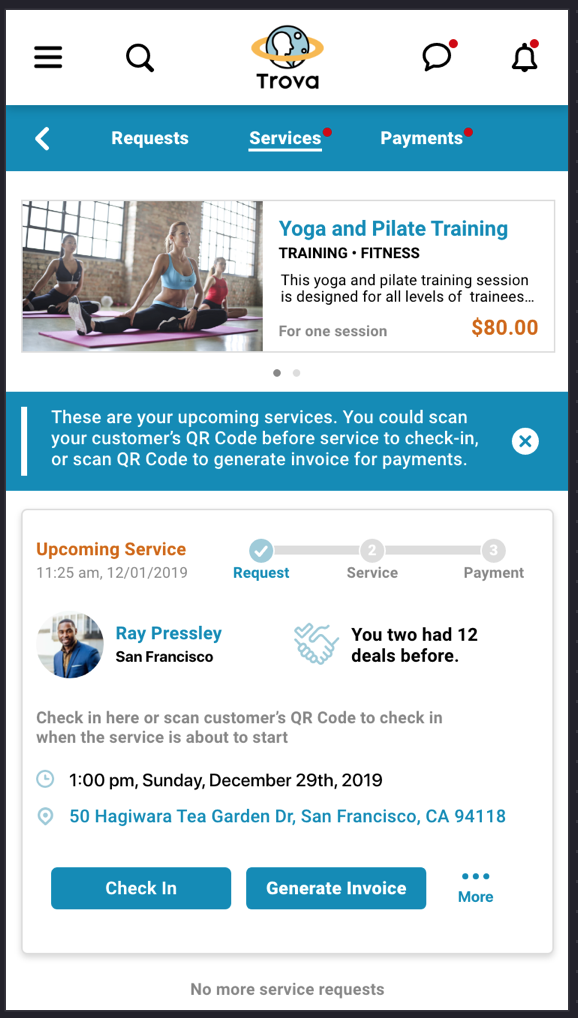 Trova
Requests
Services
Payments
Yoga and Pilate Training
TRAINING • FITNESS
This yoga and pilate training session
is designed for all levels of trainees...
For one session
$80.00
These are your upcoming services. You could scan
your customer’s QR Code before service to check-in,
or scan QR Code to generate invoice for payments.
Upcoming Service
11:25 am, 12/01/2019
2
3
Request
Service
Payment
Ray Pressley
San Francisco
You two had 12
deals before.
Check in here or scan customer’s QR Code to check in
when the service is about to start
1:00 pm, Sunday, December 29th, 2019
50 Hagiwara Tea Garden Dr, San Francisco, CA 94118
Check In
Generate Invoice
More
No more service requests